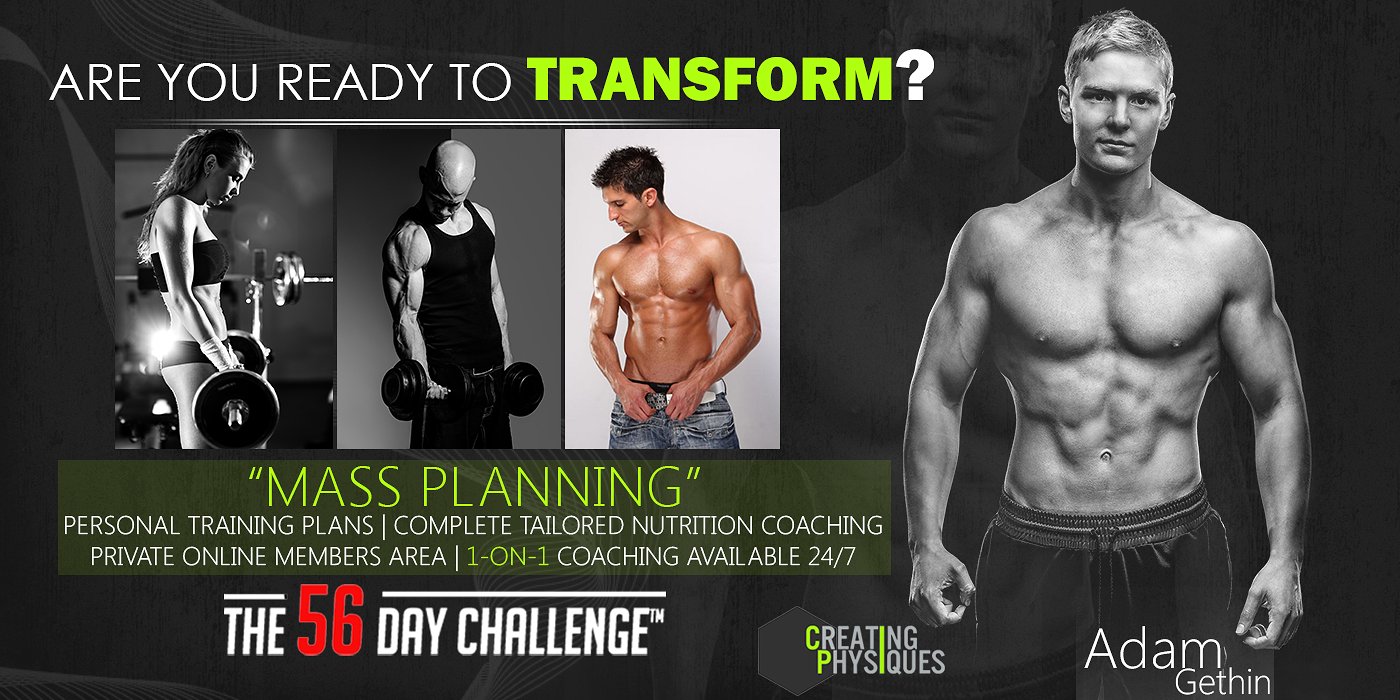 ARE YOU READY TO TRANSFORM?
“MASS PLANNING”
PERSONAL TRAINING PLANS | COMPLETE TAILORED NUTRITION COACHING
PRIVATE ONLINE MEMBERS AREA | 1-ON-1 COACHING AVAILABLE 24/7
THE 56 DAY CHALLENGE™
CREATING
PHYSIQUES
Adam
Gethin